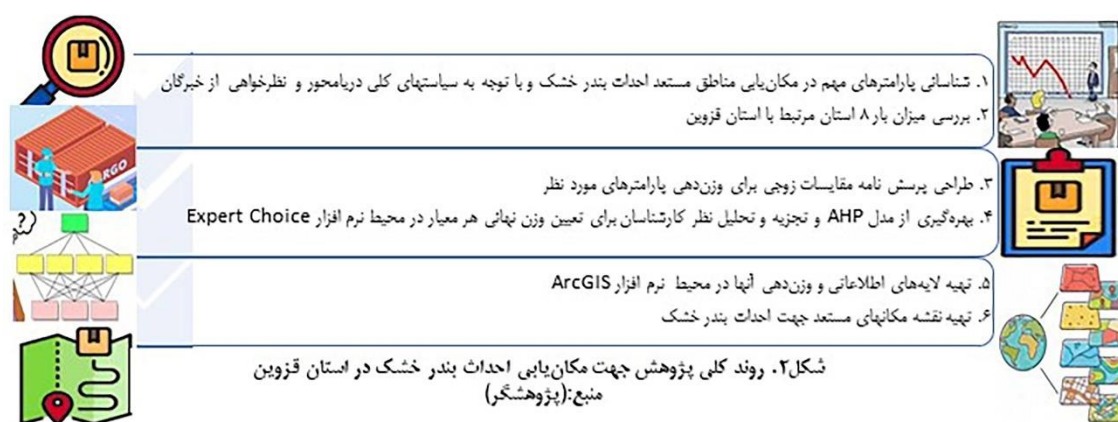 ۱. شناسائی پارامترهای مهم در مکان‌یابی مناطق مستعد احداث بندر خشک و با توجه به سیاستهای کلی دریامحور و نظرخواهی از خبرگان
۲. بررسی میزان بار ۸ استان مرتبط با استان قزوین
۳. طراحی پرسش نامه مقایسات زوجی برای وزن‌دهی پارامترهای مورد نظر
۴. بهره‌گیری از مدل AHP و تجزیه و تحلیل نظر کارشناسان برای تعیین وزن نهائی هر معیار در محیط نرم افزار Expert Choice
۵. تهیه لایه‌های اطلاعاتی و وزن‌دهی آنها در محیط نرم افزار ArcGIS
۶. تهیه نقشه مکانهای مستعد جهت احداث بندر خشک
شکل۲. روند کلی پژوهش جهت مکان‌یابی احداث بندر خشک در استان قزوین
منبع:(پژوهشگر)
ARGO
?